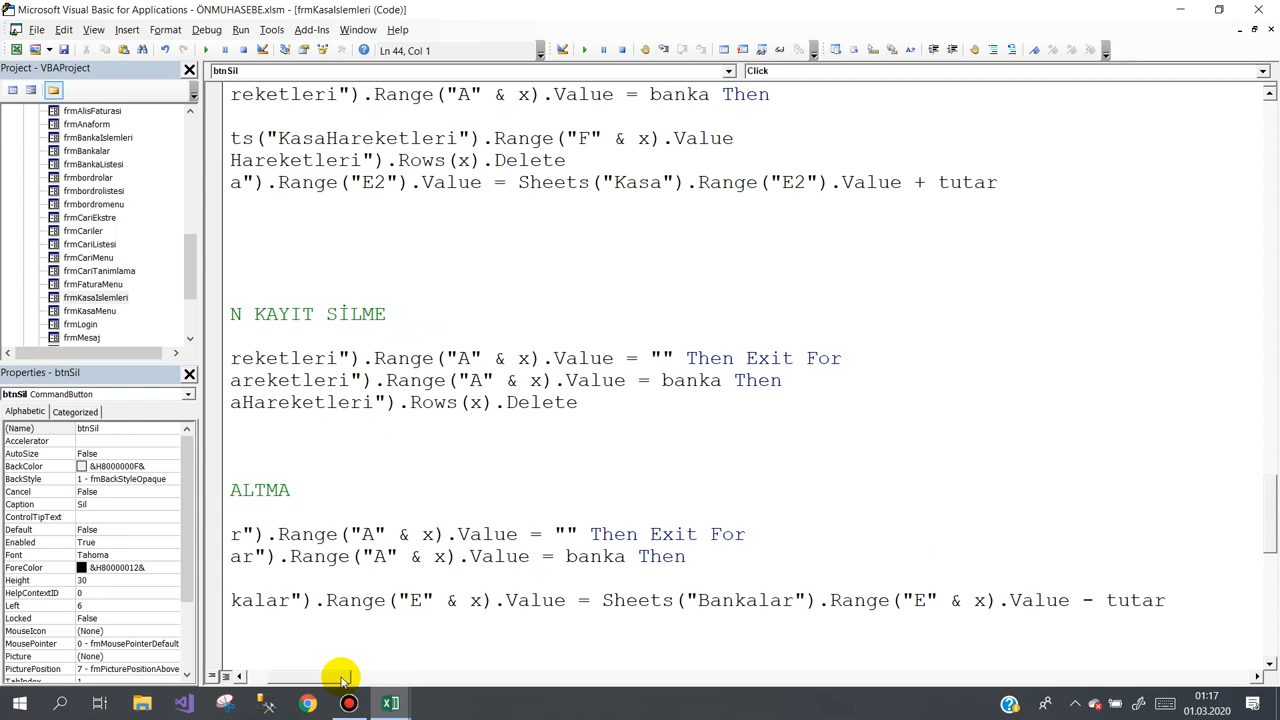 Microsoft Visual Basic for Applications - ÖNMUHASEBE.xlsm - [frmKasaIslemleri (Code)]
File Edit View Insert Format Debug Run Tools Add-Ins Window Help
Ln 44, Col 1
Project - VBAProject
btnSil
Click
frmAlisFaturasi
frmAnaform
frmBankaIslemleri
frmBankalar
frmBankaListesi
frmbordrolar
frmbordrolistesi
frmbordromenu
frmCariEkstre
frmCariler
frmCariListesi
frmCariMenu
frmCariTanimlama
frmFaturaMenu
frmKasaIslemleri
frmKasaMenu
frmLogin
frmMesaj
Properties - btnSil
btnSil CommandButton
Alphabetic Categorized
(Name) btnSil
Accelerator
AutoSize False
BackColor &H8000000F&
BackStyle 1 - fmBackStyleOpaque
Cancel False
Caption Sil
ControlTipText
Default False
Enabled True
Font Tahoma
ForeColor &H80000012&
Height 30
HelpContextID 0
Left 6
Locked False
MouseIcon (None)
MousePointer 0 - fmMousePointerDefault
Picture (None)
PicturePosition 7 - fmPicturePositionAbove
TabIndex 1
reketleri").Range("A" & x).Value = banka Then
ts("KasaHareketleri").Range("F" & x).Value
Hareketleri").Rows(x).Delete
a").Range("E2").Value = Sheets("Kasa").Range("E2").Value + tutar
N KAYIT SİLME
reketleri").Range("A" & x).Value = "" Then Exit For
areketleri").Range("A" & x).Value = banka Then
aHareketleri").Rows(x).Delete
ALTMA
r").Range("A" & x).Value = "" Then Exit For
ar").Range("A" & x).Value = banka Then
kalar").Range("E" & x).Value = Sheets("Bankalar").Range("E" & x).Value - tutar
01:17
01.03.2020